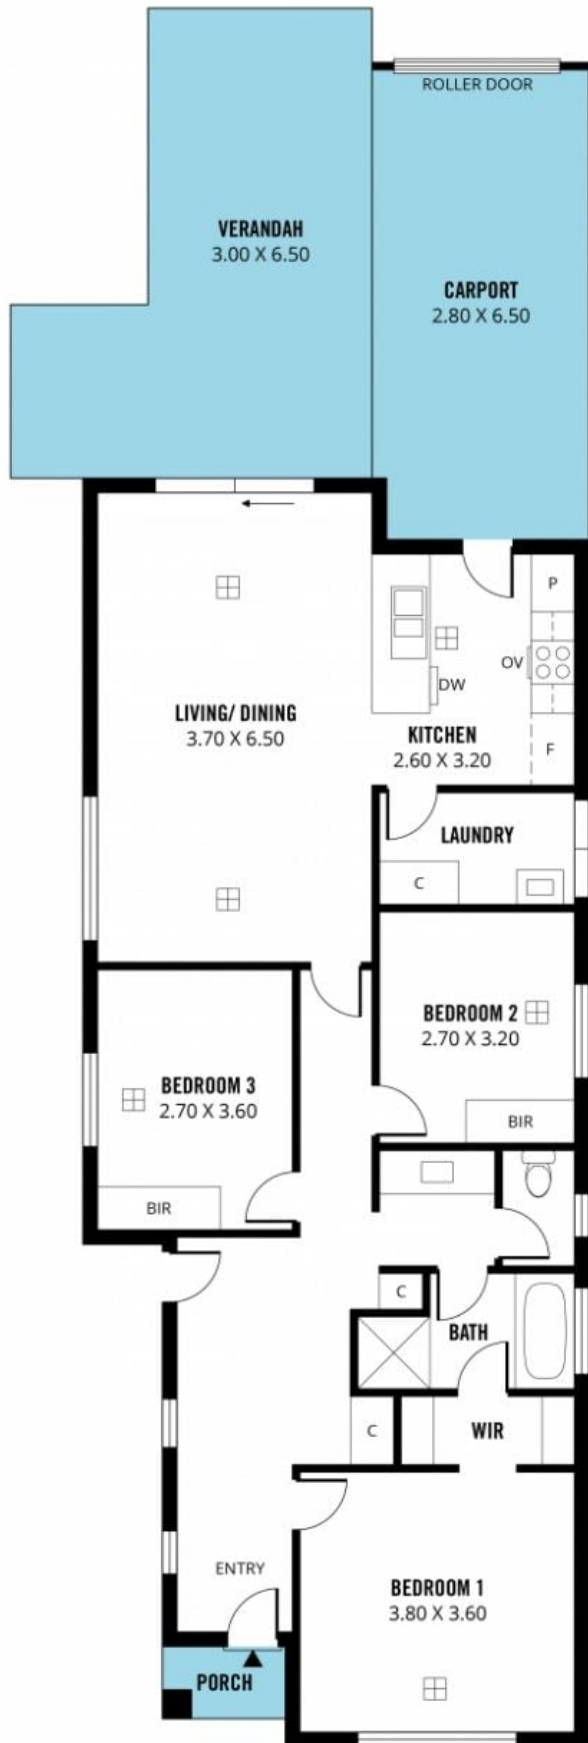 ROLLER DOOR
VERANDAH
3.00 X 6.50
CARPORT
2.80 X 6.50
P
OV
DW
LIVING/ DINING
3.70 X 6.50
KITCHEN
2.60 X 3.20
F
LAUNDRY
C
BEDROOM 2
2.70 X 3.20
BEDROOM 3
2.70 X 3.60
BIR
BIR
C
BATH
C
WIR
ENTRY
BEDROOM 1
3.80 X 3.60
PORCH